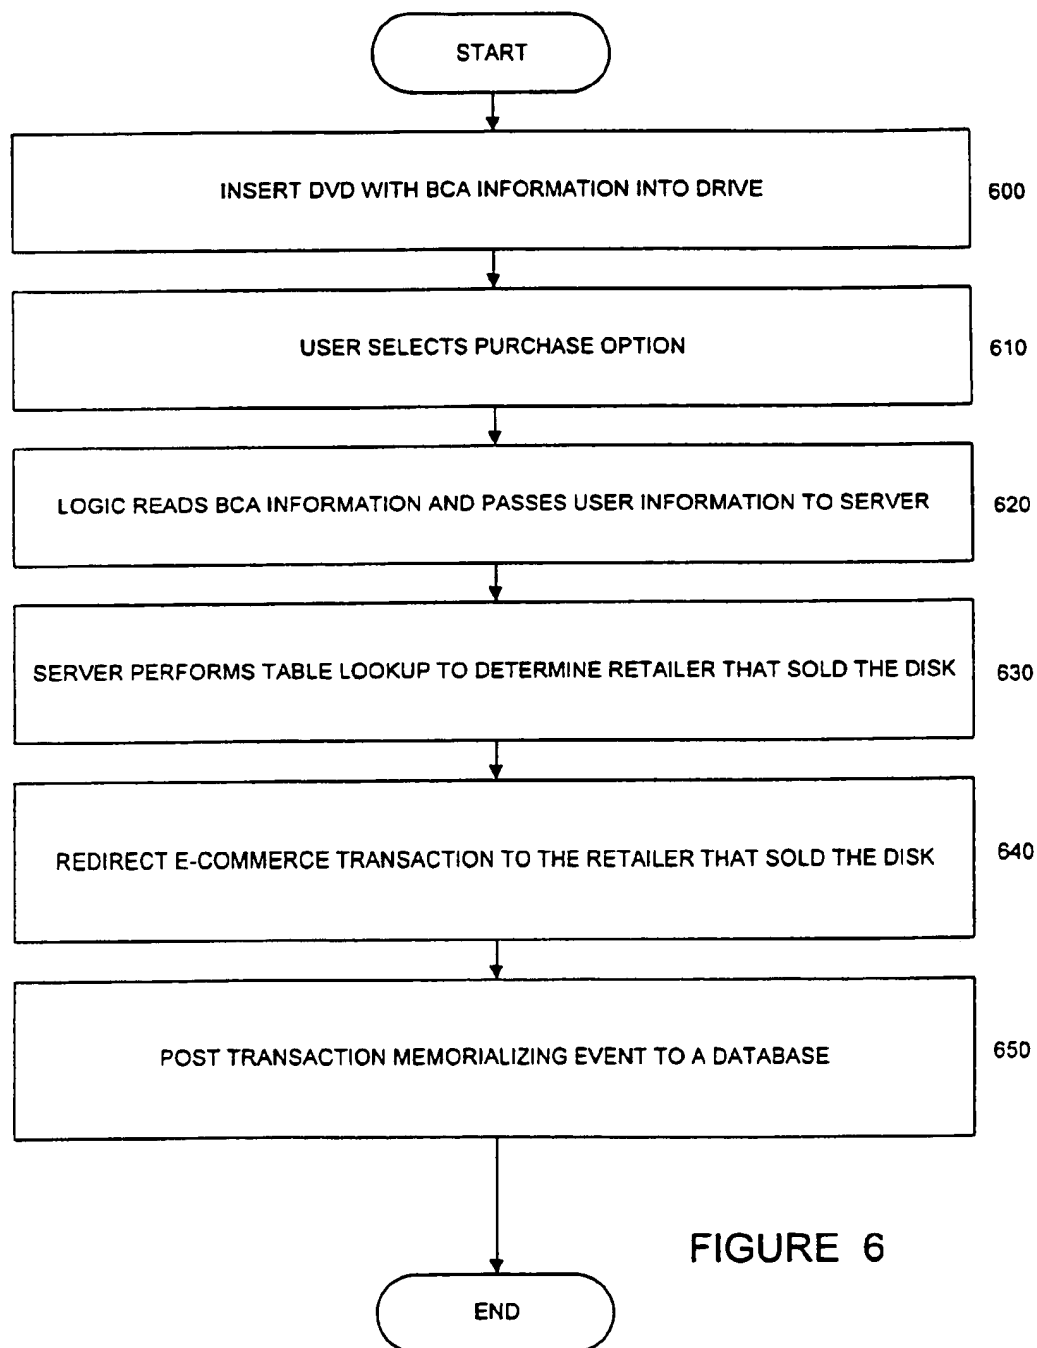 START
INSERT DVD WITH BCA INFORMATION INTO DRIVE
600
USER SELECTS PURCHASE OPTION
610
LOGIC READS BCA INFORMATION AND PASSES USER INFORMATION TO SERVER
620
SERVER PERFORMS TABLE LOOKUP TO DETERMINE RETAILER THAT SOLD THE DISK
630
REDIRECT E-COMMERCE TRANSACTION TO THE RETAILER THAT SOLD THE DISK
640
POST TRANSACTION MEMORIALIZING EVENT TO A DATABASE
650
FIGURE 6
END